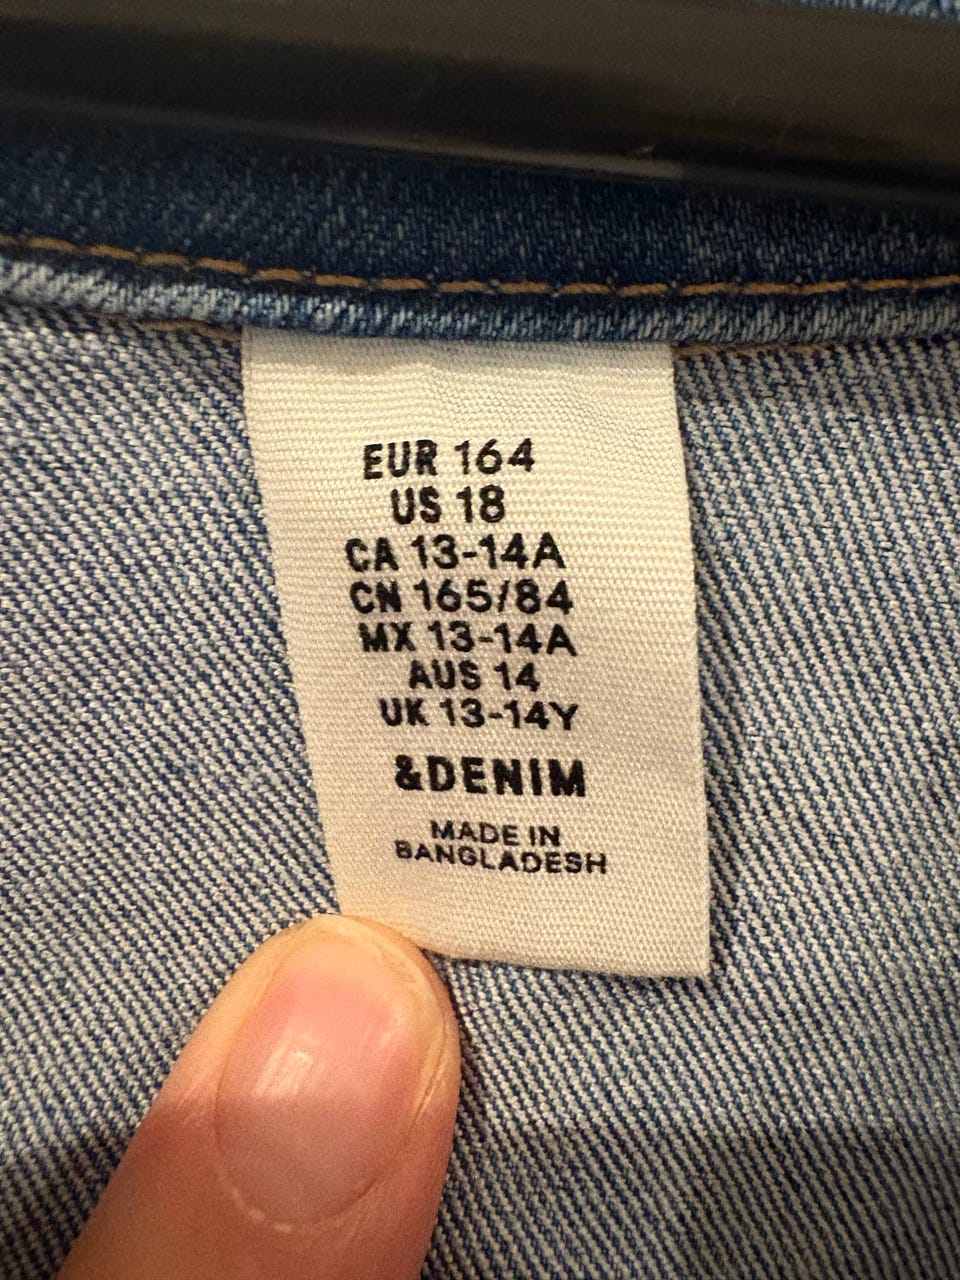 EUR 164
US 18
CA 13-14A
CN 165/84
MX 13-14A
AUS 14
UK 13-14Y
&DENIM
MADE IN
BANGLADESH